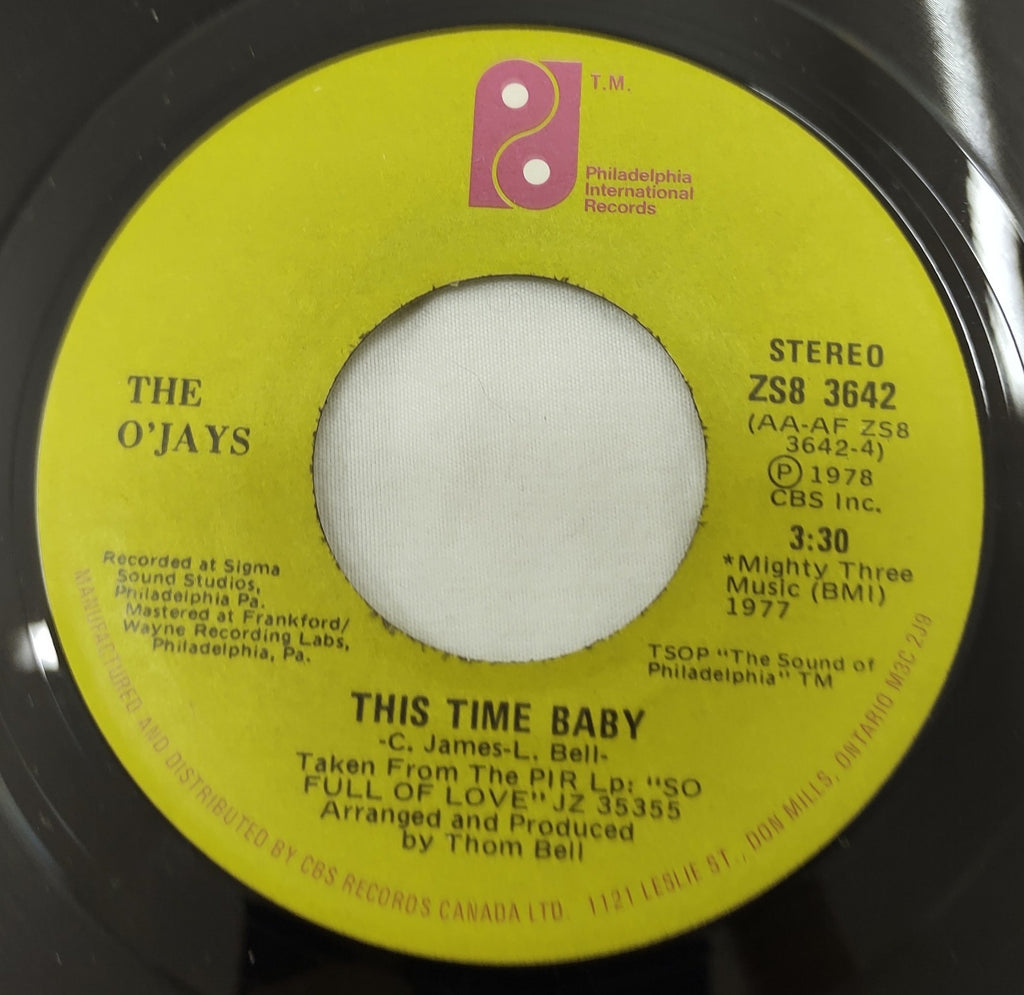 T.M.
Philadelphia
International
Records
THE
O'JAYS
STEREO
ZS8 3642
(AA-AF ZS8
3642-4)
Ⓟ 1978
CBS Inc.
3:30
*Mighty Three
Music (BMI)
1977
Recorded at Sigma
Sound Studios,
Philadelphia Pa.
Mastered at Frankford/
Wayne Recording Labs,
Philadelphia, Pa.
TSOP "The Sound of
Philadelphia" TM
THIS TIME BABY
-C. James-L. Bell-
Taken From The PIR Lp: "SO
FULL OF LOVE" JZ 35355
Arranged and Produced
by Thom Bell
MANUFACTURED AND DISTRIBUTED BY CBS RECORDS CANADA LTD. 1121 LESLIE ST., DON MILLS, ONTARIO M3C 2J9